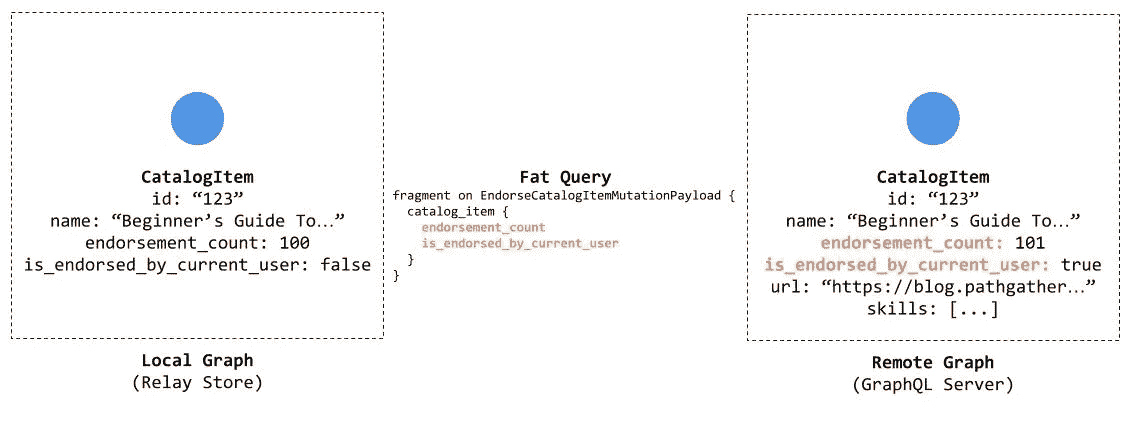 CatalogItem
id: “123”
name: “Beginner’s Guide To…”
endorsement_count: 100
is_endorsed_by_current_user: false
Local Graph
(Relay Store)
Fat Query
fragment on EndorseCatalogItemMutationPayload {
catalog_item {
endorsement_count
is_endorsed_by_current_user
}
}
CatalogItem
id: “123”
name: “Beginner’s Guide To…”
endorsement_count: 101
is_endorsed_by_current_user: true
url: “https://blog.pathgather…”
skills: [...]
Remote Graph
(GraphQL Server)